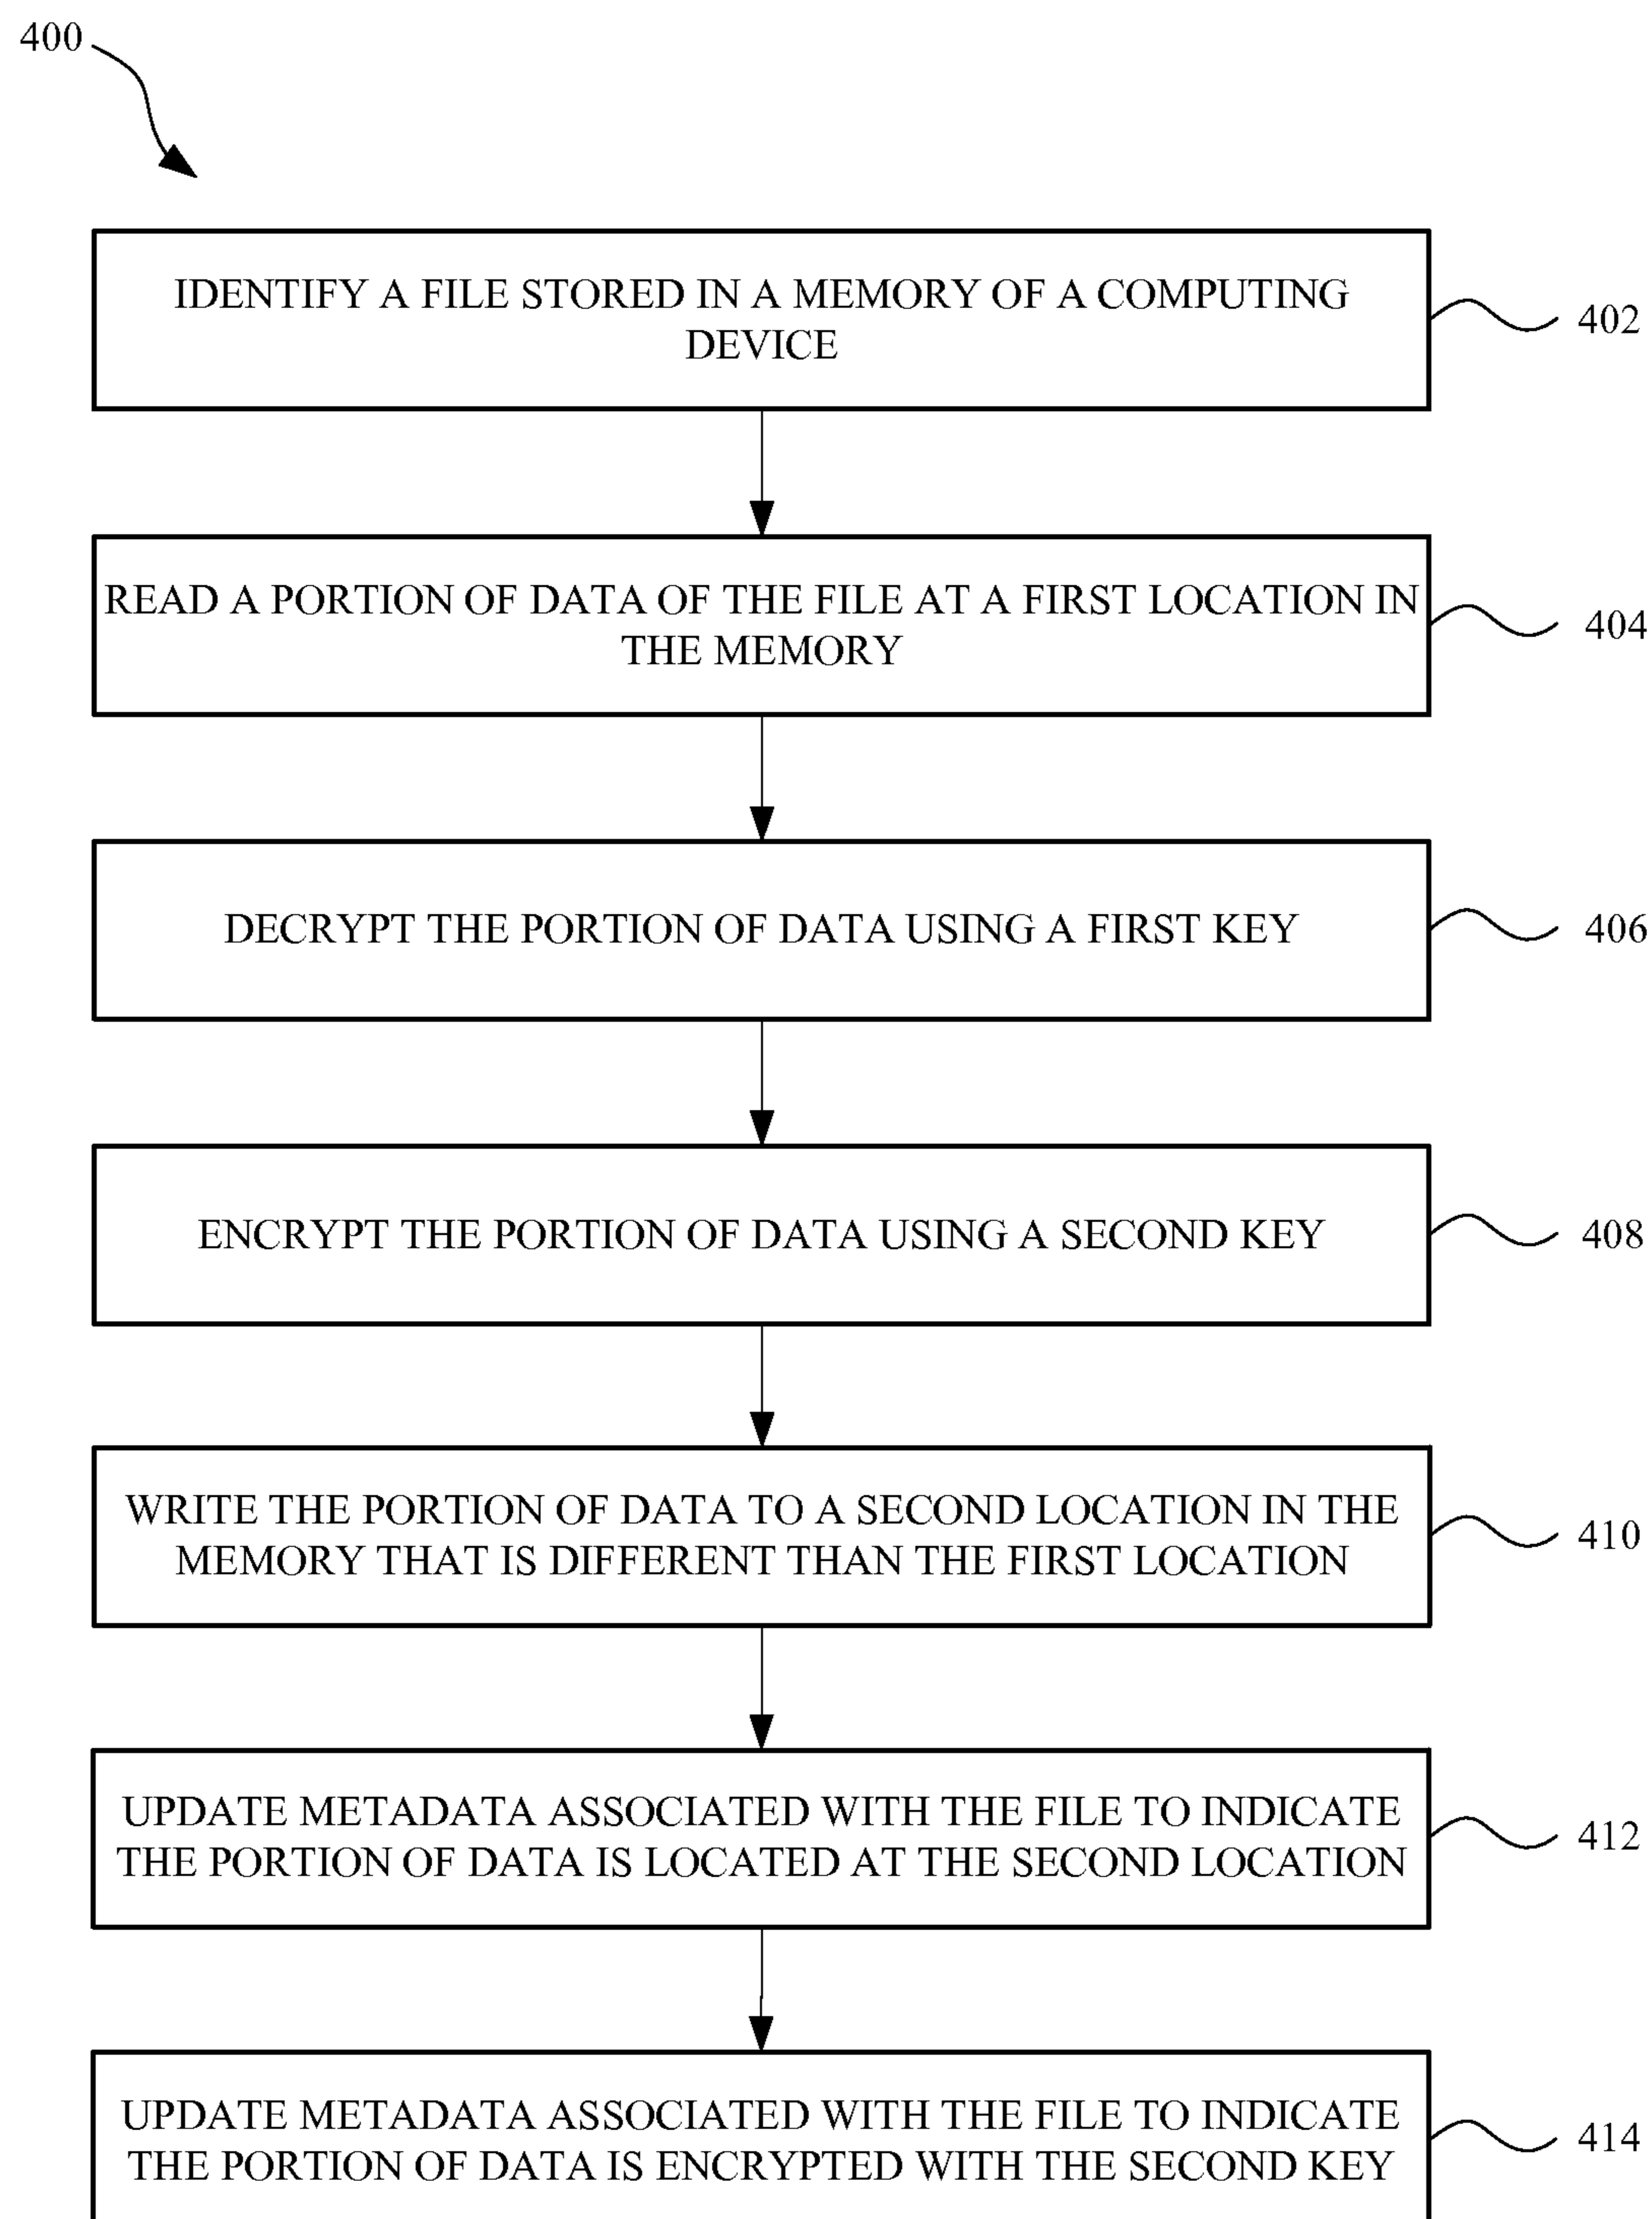 400
IDENTIFY A FILE STORED IN A MEMORY OF A COMPUTING
DEVICE
402
READ A PORTION OF DATA OF THE FILE AT A FIRST LOCATION IN
THE MEMORY
404
DECRYPT THE PORTION OF DATA USING A FIRST KEY
406
ENCRYPT THE PORTION OF DATA USING A SECOND KEY
408
WRITE THE PORTION OF DATA TO A SECOND LOCATION IN THE
MEMORY THAT IS DIFFERENT THAN THE FIRST LOCATION
410
UPDATE METADATA ASSOCIATED WITH THE FILE TO INDICATE
THE PORTION OF DATA IS LOCATED AT THE SECOND LOCATION
412
UPDATE METADATA ASSOCIATED WITH THE FILE TO INDICATE
THE PORTION OF DATA IS ENCRYPTED WITH THE SECOND KEY
414